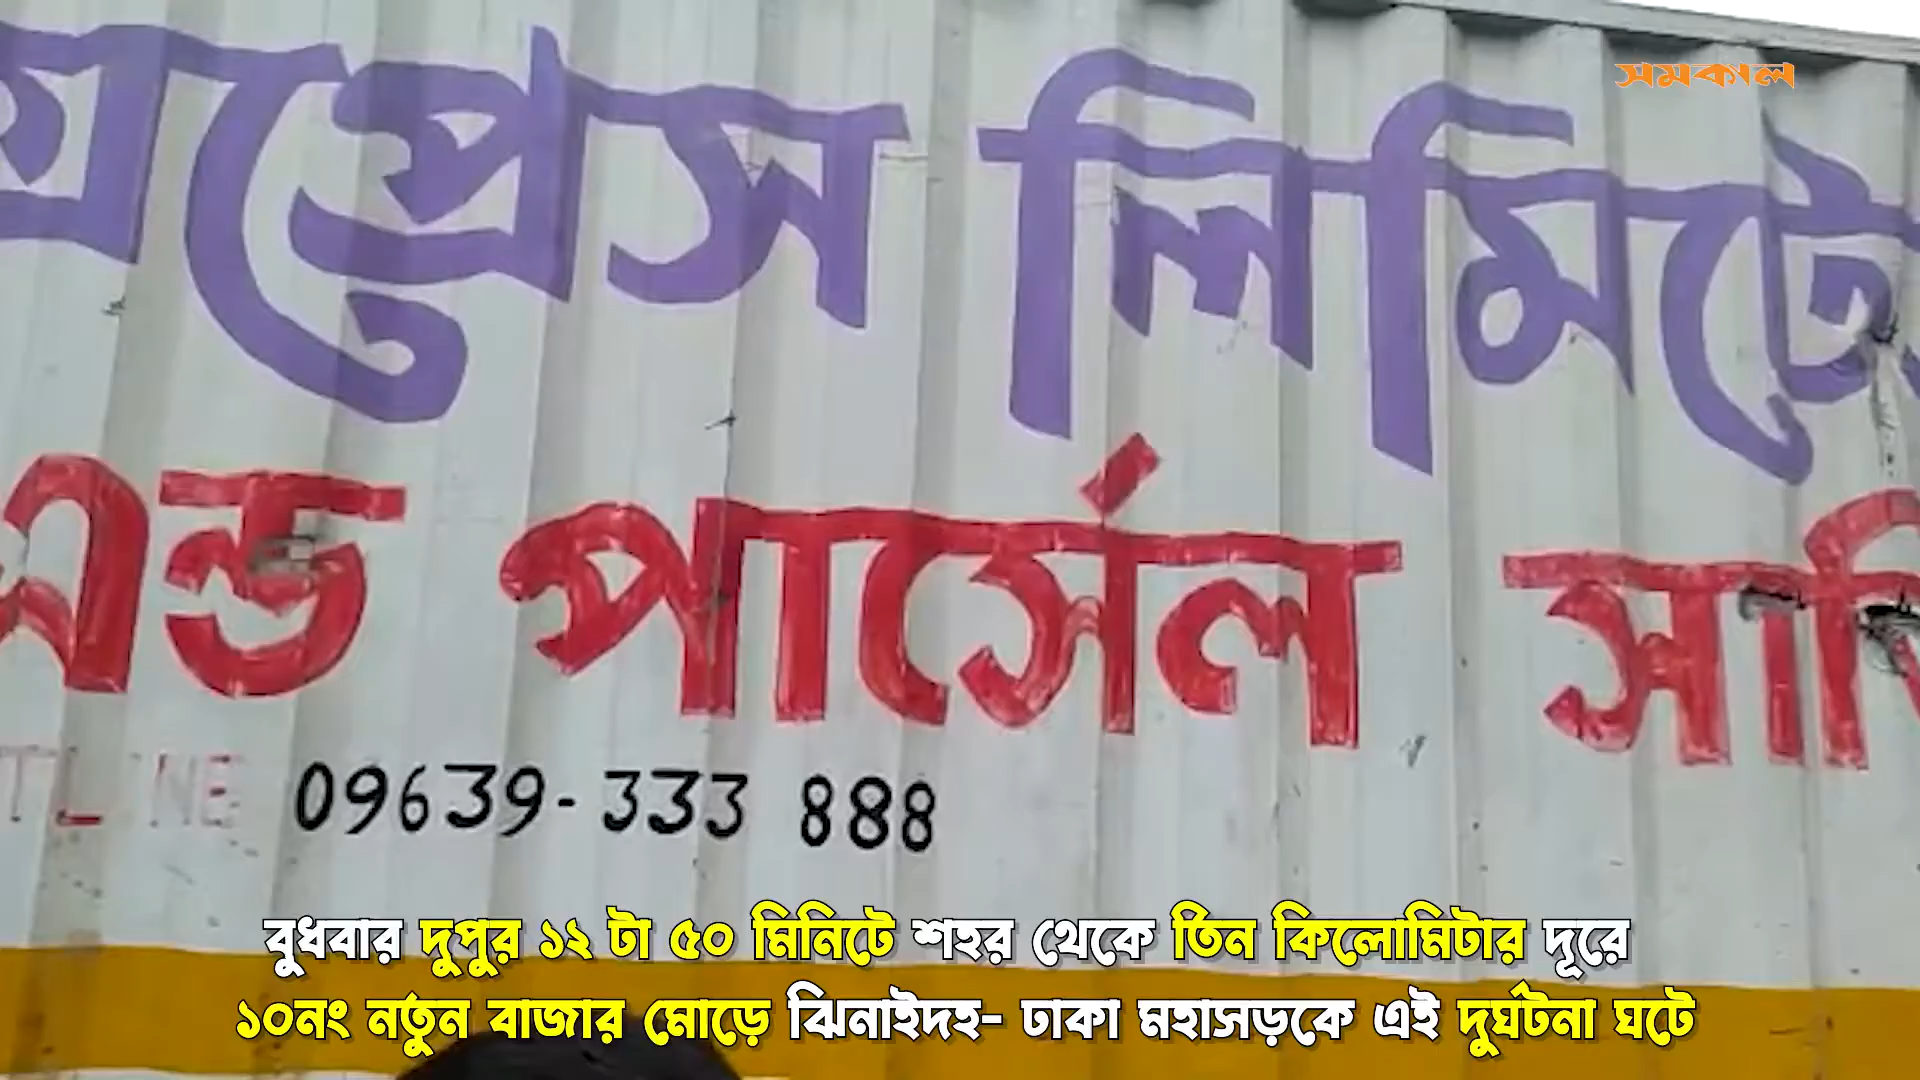 সমকাল
প্রেস লিমিটে
এন্ড পার্সেল সার্ভি
09639-333 888
বুধবার দুপুর ১২ টা ৫০ মিনিটে শহর থেকে তিন কিলোমিটার দূরে
১০নং নতুন বাজার মোড়ে ঝিনাইদহ- ঢাকা মহাসড়কে এই দুর্ঘটনা ঘটে